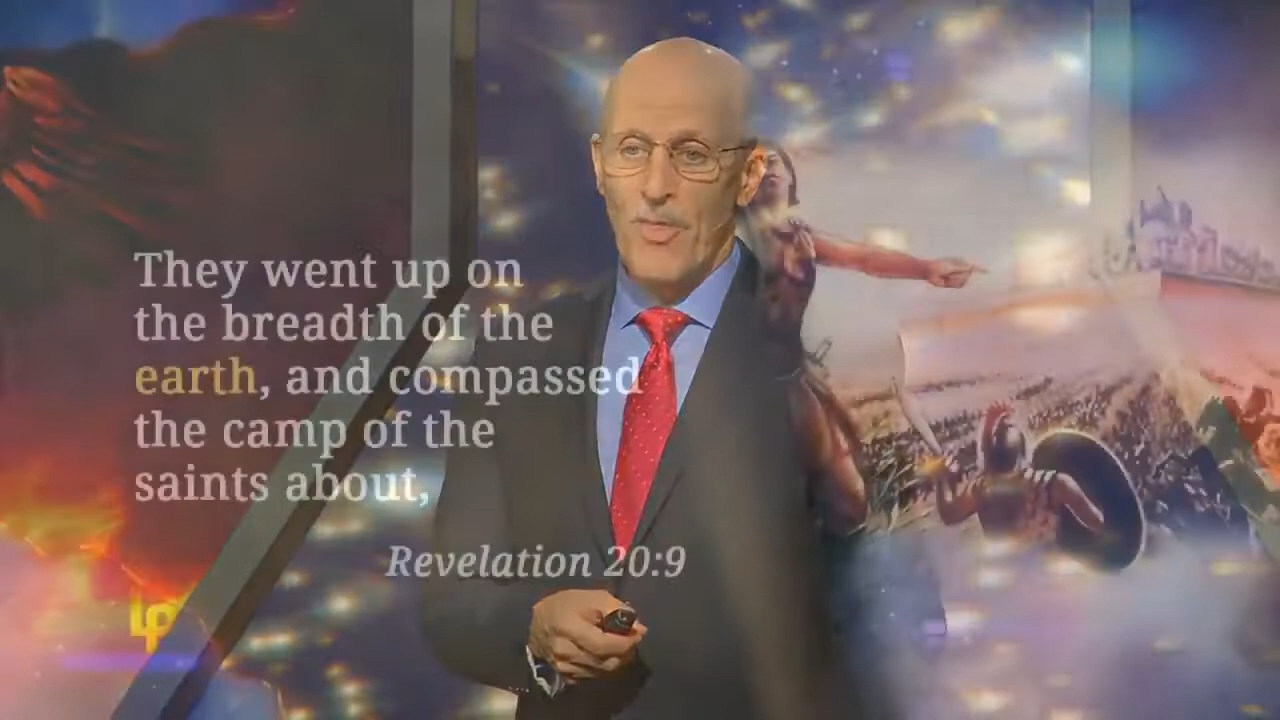 They went up on
the breadth of the
earth, and compassed
the camp of the
saints about,
Revelation 20:9